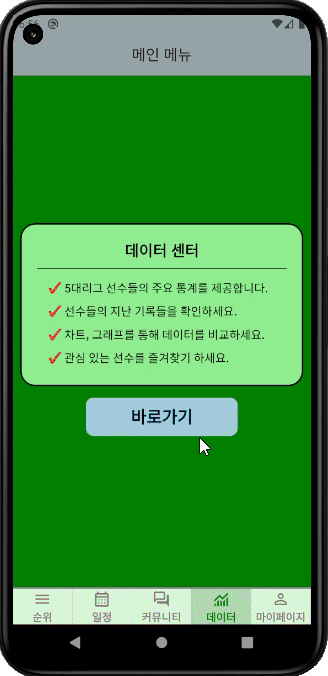 메인 메뉴
데이터 센터
✔ 5대리그 선수들의 주요 통계를 제공합니다.
✔ 선수들의 지난 기록들을 확인하세요.
✔ 차트, 그래프를 통해 데이터를 비교하세요.
✔ 관심 있는 선수를 즐겨찾기 하세요.
바로가기
순위 일정 커뮤니티 데이터 마이페이지